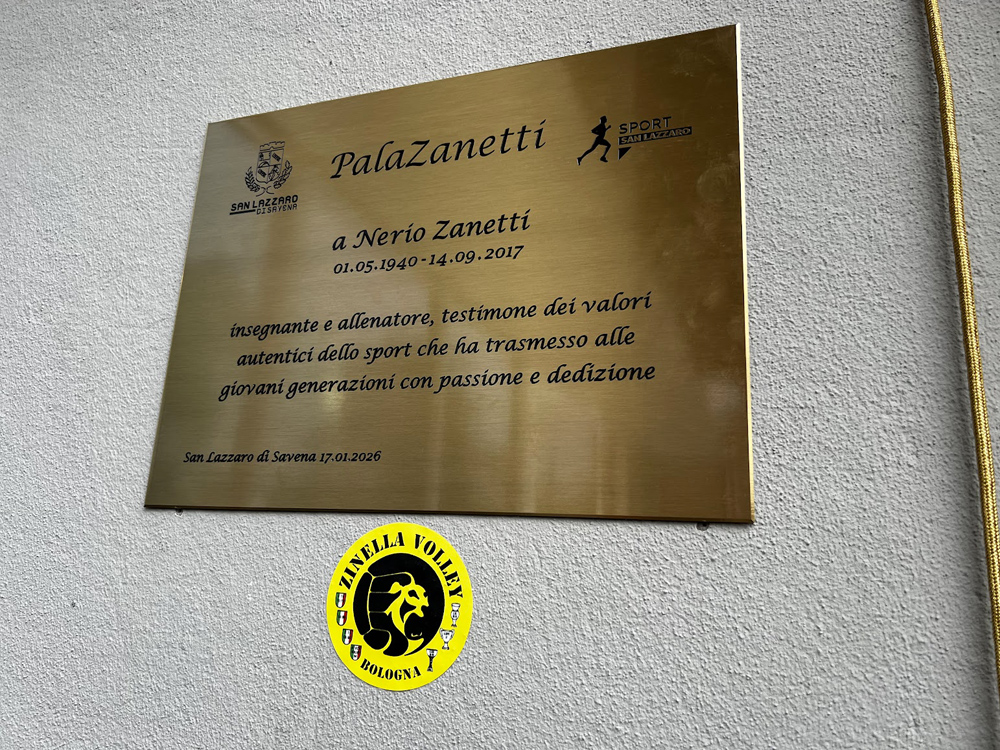 PalaZanetti
SPORT
SAN LAZZARO
SAN LAZZARO
DI SAVENA
a Nerio Zanetti
01.05.1940 - 14.09.2017
insegnante e allenatore, testimone dei valori
autentici dello sport che ha trasmesso alle
giovani generazioni con passione e dedizione
San Lazzaro di Savena 17.01.2026
ZINELLA VOLLEY
BOLOGNA